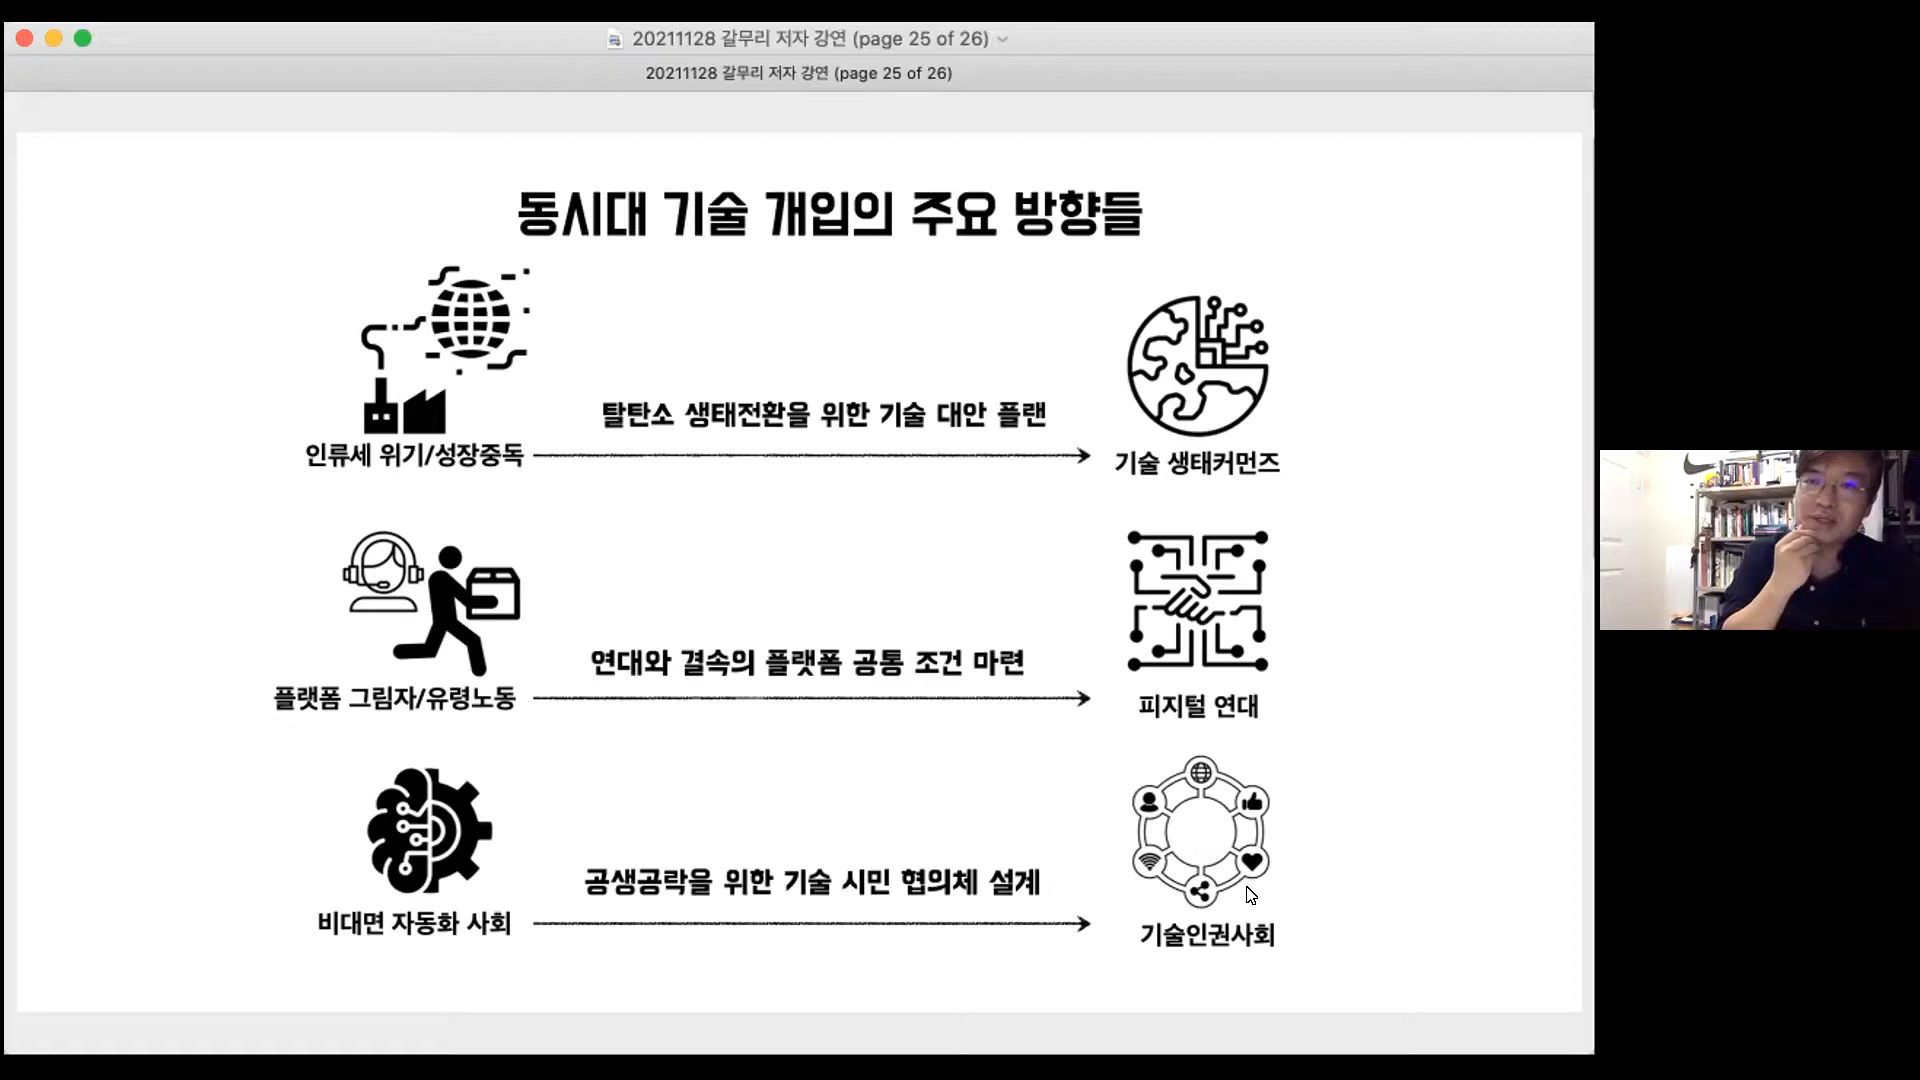 20211128 갈무리 저자 강연 (page 25 of 26)
20211128 갈무리 저자 강연 (page 25 of 26)
동시대 기술 개입의 주요 방향들
탈탄소 생태전환을 위한 기술 대안 플랜
인류세 위기/성장중독
기술 생태커먼즈
연대와 결속의 플랫폼 공통 조건 마련
플랫폼 그림자/유령노동
피지털 연대
공생공락을 위한 기술 시민 협의체 설계
비대면 자동화 사회
기술인권사회